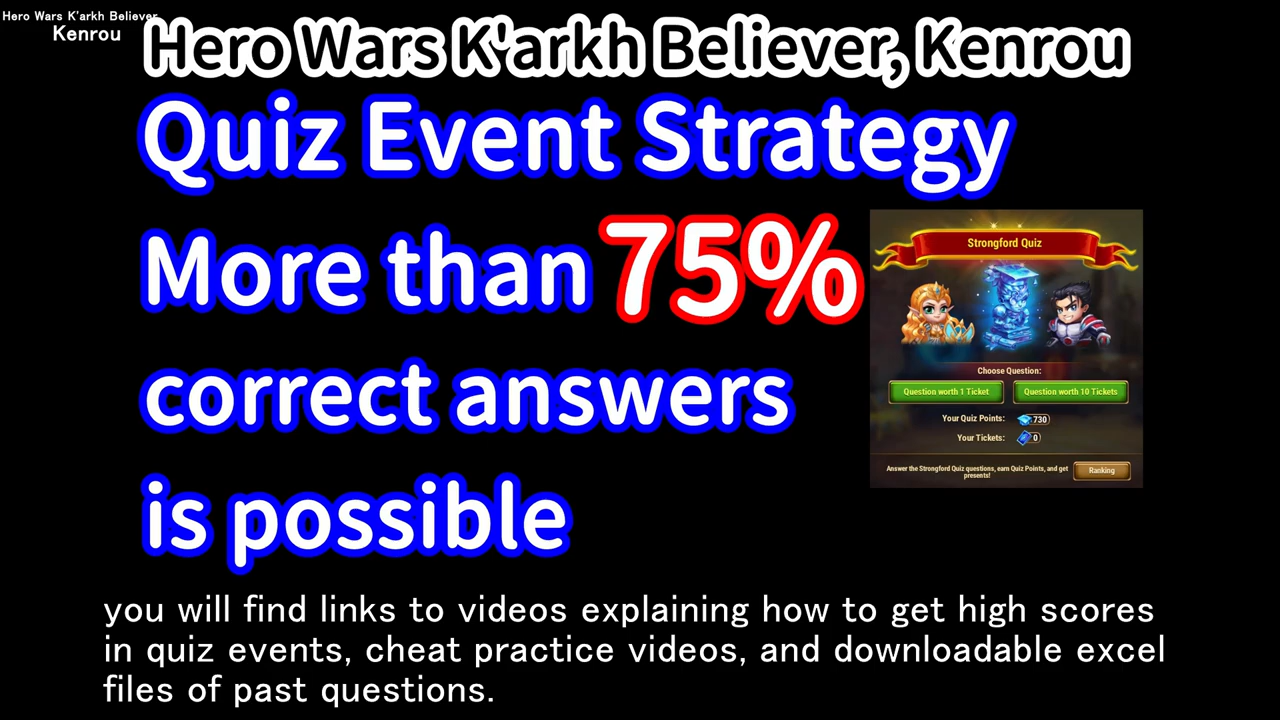 Hero Wars K'arkh Believer
Kenrou
Hero Wars K'arkh Believer, Kenrou
Quiz Event Strategy
More than 75%
correct answers
is possible
Strongford Quiz
Choose Question:
Question worth 1 Ticket
Question worth 10 Tickets
Your Quiz Points: 730
Your Tickets: 0
Answer the Strongford Quiz questions, earn Quiz Points, and get
presents!
Ranking
you will find links to videos explaining how to get high scores
in quiz events, cheat practice videos, and downloadable excel
files of past questions.